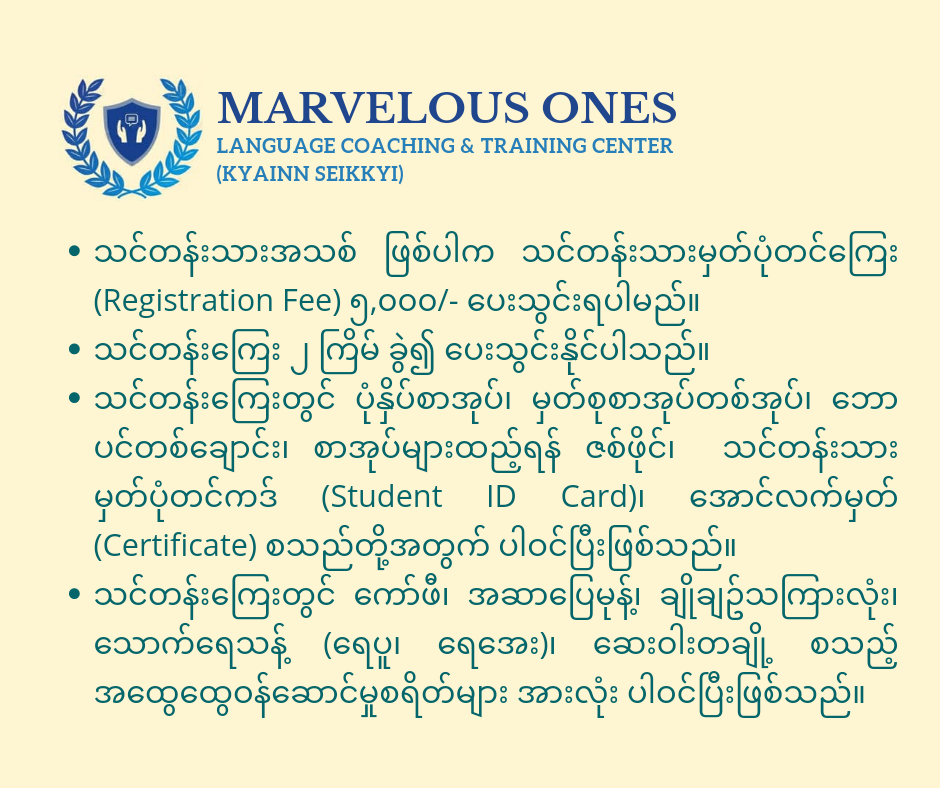 MARVELOUS ONES
LANGUAGE COACHING & TRAINING CENTER
(KYAINN SEIKKYI)
• သင်တန်းသားအသစ် ဖြစ်ပါက သင်တန်းသားမှတ်ပုံတင်ကြေး
(Registration Fee) ၅,၀၀၀/- ပေးသွင်းရပါမည်။
• သင်တန်းကြေး ၂ ကြိမ် ခွဲ၍ ပေးသွင်းနိုင်ပါသည်။
• သင်တန်းကြေးတွင် ပုံနှိပ်စာအုပ်၊ မှတ်စုစာအုပ်တစ်အုပ်၊ ဘော
ပင်တစ်ချောင်း၊ စာအုပ်များထည့်ရန် ဇစ်ဖိုင်၊ သင်တန်းသား
မှတ်ပုံတင်ကဒ် (Student ID Card)၊ အောင်လက်မှတ်
(Certificate) စသည်တို့အတွက် ပါဝင်ပြီးဖြစ်သည်။
• သင်တန်းကြေးတွင် ကော်ဖီ၊ အဆာပြေမုန့်၊ ချိုချဉ်သကြားလုံး၊
သောက်ရေသန့် (ရေပူ၊ ရေအေး)၊ ဆေးဝါးတချို့ စသည့်
အထွေထွေဝန်ဆောင်မှုစရိတ်များ အားလုံး ပါဝင်ပြီးဖြစ်သည်။